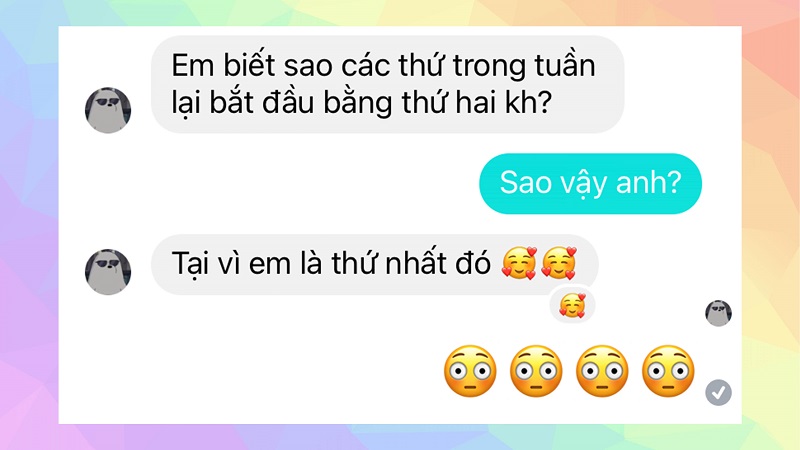 Em biết sao các thứ trong tuần
lại bắt đầu bằng thứ hai kh?
Sao vậy anh?
Tại vì em là thứ nhất đó 🥰🥰
🥰
😳😳😳😳